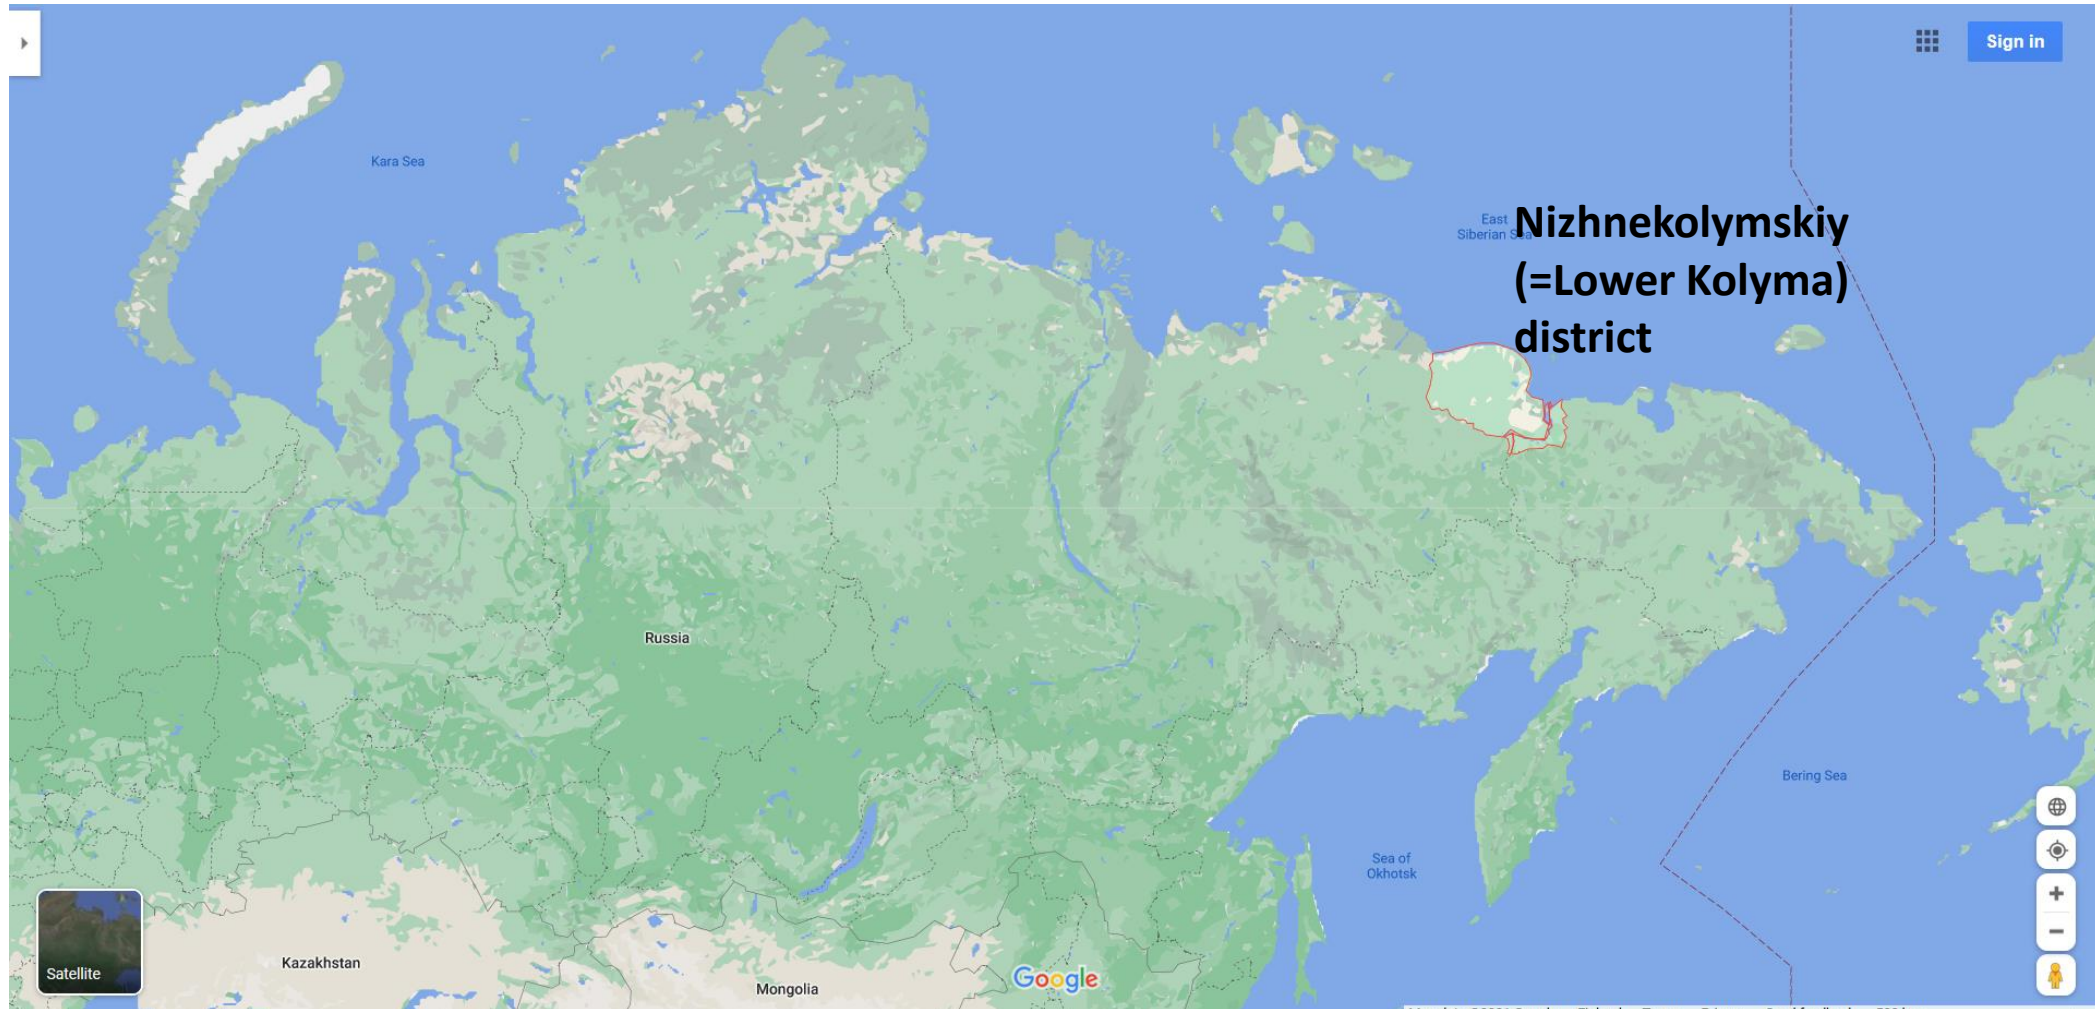 Sign in
Kara Sea
East
Siberian Sea
Nizhnekolymskiy
(=Lower Kolyma)
district
Russia
Bering Sea
Sea of
Okhotsk
Satellite
Kazakhstan
Mongolia
Google